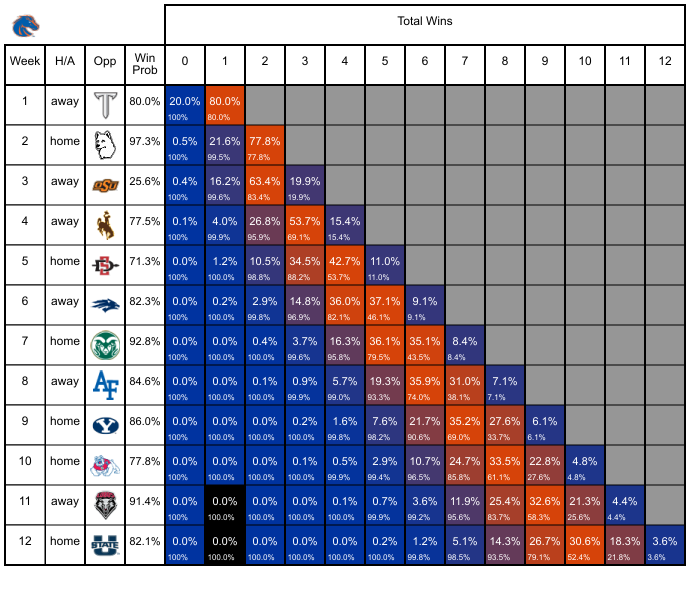 Total Wins
Week H/A Opp Win Prob 0 1 2 3 4 5 6 7 8 9 10 11 12
1 away T 80.0% 20.0% 80.0%
100% 80.0%
2 home 97.3% 0.5% 21.6% 77.8%
100% 99.5% 77.8%
3 away OSU 25.6% 0.4% 16.2% 63.4% 19.9%
100% 99.6% 83.4% 19.9%
4 away 77.5% 0.1% 4.0% 26.8% 53.7% 15.4%
100% 99.9% 95.9% 69.1% 15.4%
5 home SD 71.3% 0.0% 1.2% 10.5% 34.5% 42.7% 11.0%
100% 100.0% 98.8% 88.2% 53.7% 11.0%
6 away 82.3% 0.0% 0.2% 2.9% 14.8% 36.0% 37.1% 9.1%
100% 100.0% 99.8% 96.9% 82.1% 46.1% 9.1%
7 home 92.8% 0.0% 0.0% 0.4% 3.7% 16.3% 36.1% 35.1% 8.4%
100% 100.0% 100.0% 99.6% 95.8% 79.5% 43.5% 8.4%
8 away AF 84.6% 0.0% 0.0% 0.1% 0.9% 5.7% 19.3% 35.9% 31.0% 7.1%
100% 100.0% 100.0% 99.9% 99.0% 93.3% 74.0% 38.1% 7.1%
9 home Y 86.0% 0.0% 0.0% 0.0% 0.2% 1.6% 7.6% 21.7% 35.2% 27.6% 6.1%
100% 100.0% 100.0% 100.0% 99.8% 98.2% 90.6% 69.0% 33.7% 6.1%
10 home 77.8% 0.0% 0.0% 0.0% 0.1% 0.5% 2.9% 10.7% 24.7% 33.5% 22.8% 4.8%
100% 100.0% 100.0% 100.0% 99.9% 99.4% 96.5% 85.8% 61.1% 27.6% 4.8%
11 away 91.4% 0.0% 0.0% 0.0% 0.0% 0.1% 0.7% 3.6% 11.9% 25.4% 32.6% 21.3% 4.4%
100% 100.0% 100.0% 100.0% 100.0% 99.9% 99.2% 95.6% 83.7% 58.3% 25.6% 4.4%
12 home U STATE 82.1% 0.0% 0.0% 0.0% 0.0% 0.0% 0.2% 1.2% 5.1% 14.3% 26.7% 30.6% 18.3% 3.6%
100% 100.0% 100.0% 100.0% 100.0% 100.0% 99.8% 98.5% 93.5% 79.1% 52.4% 21.8% 3.6%